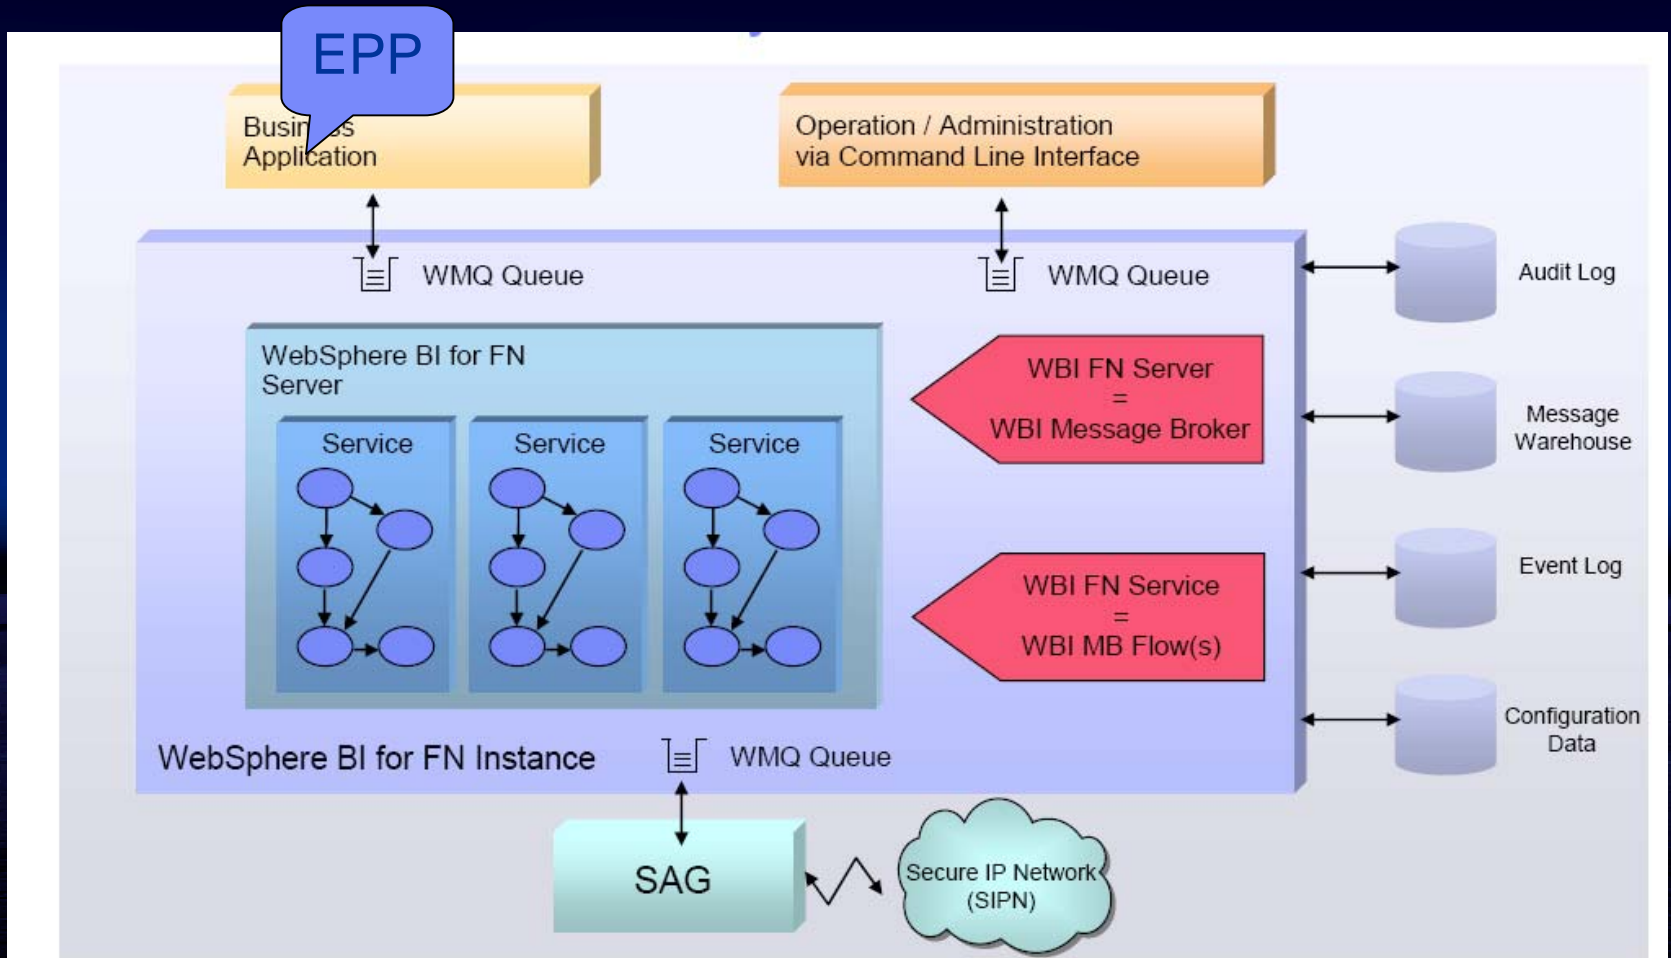 EPP
Business
Application
Operation / Administration
via Command Line Interface
WMQ Queue
WMQ Queue
Audit Log
WebSphere BI for FN
Server
WBI FN Server
=
WBI Message Broker
Message
Warehouse
Service
Service
Service
WBI FN Service
=
WBI MB Flow(s)
Event Log
Configuration
Data
WebSphere BI for FN Instance
WMQ Queue
SAG
Secure IP Network
(SIPN)